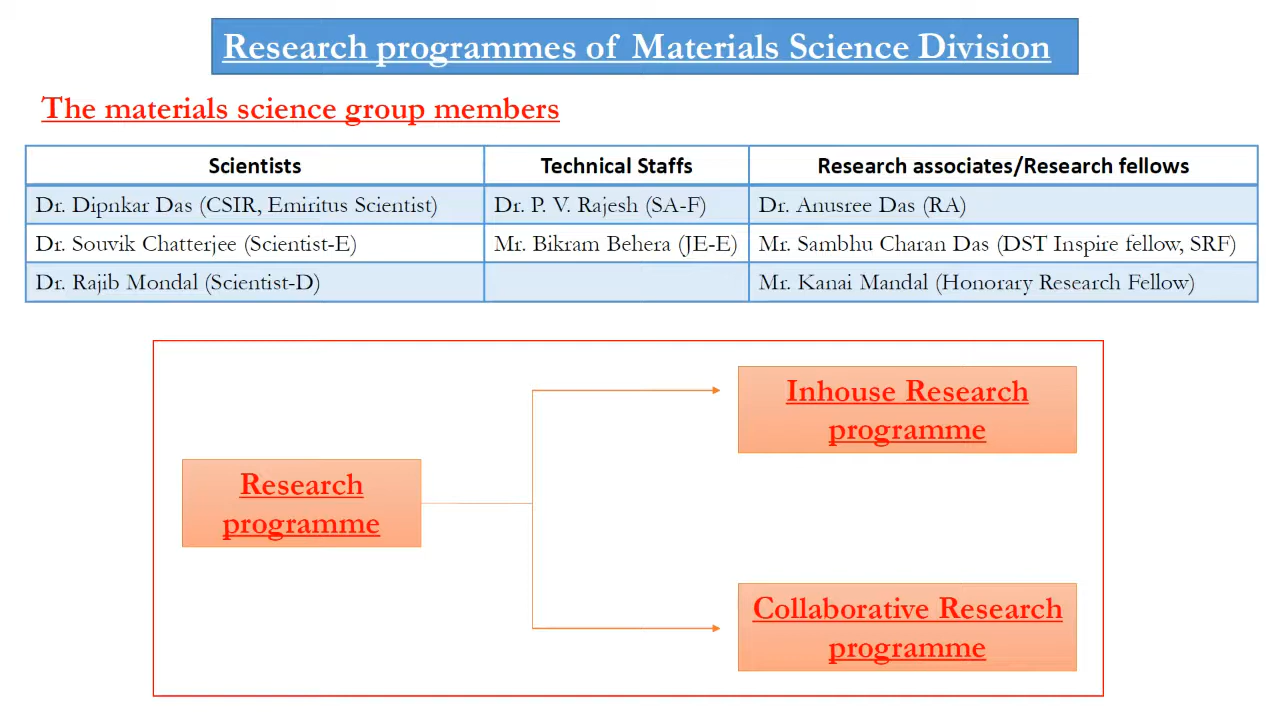 Research programmes of Materials Science Division
The materials science group members
Scientists Technical Staffs Research associates/Research fellows
Dr. Dipnkar Das (CSIR, Emiritus Scientist) Dr. P. V. Rajesh (SA-F) Dr. Anusree Das (RA)
Dr. Souvik Chatterjee (Scientist-E) Mr. Bikram Behera (JE-E) Mr. Sambhu Charan Das (DST Inspire fellow, SRF)
Dr. Rajib Mondal (Scientist-D) Mr. Kanai Mandal (Honorary Research Fellow)
Research
programme
Inhouse Research
programme
Collaborative Research
programme